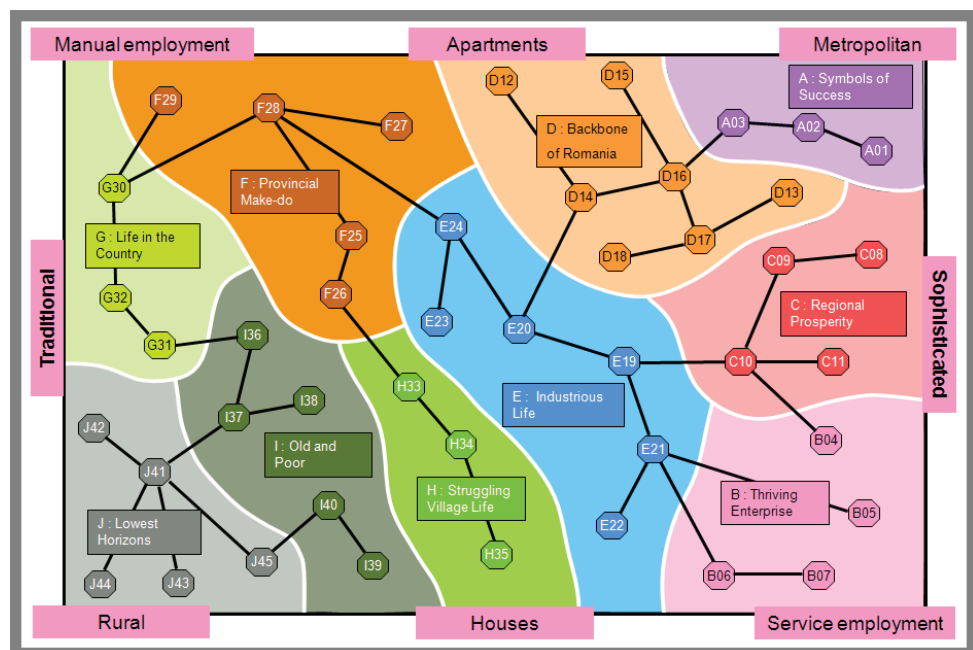 Manual employment
Apartments
Metropolitan
A : Symbols of
Success
D15
D12
F29
F28
F27
D : Backbone
of Romania
A03
A02
A01
G30
F : Provincial
Make-do
D16
D14
D13
G : Life in the
Country
F25
E24
D17
D18
C09
C08
Traditional
Sophisticated
G32
F26
C : Regional
Prosperity
E23
E20
G31
I36
E19
C10
C11
H33
E : Industrious
Life
I38
I37
J42
I : Old and
Poor
H34
E21
B04
J41
H : Struggling
Village Life
B : Thriving
Enterprise
I40
B05
J : Lowest
Horizons
E22
H35
J45
I39
J44
J43
B06
B07
Rural
Houses
Service employment